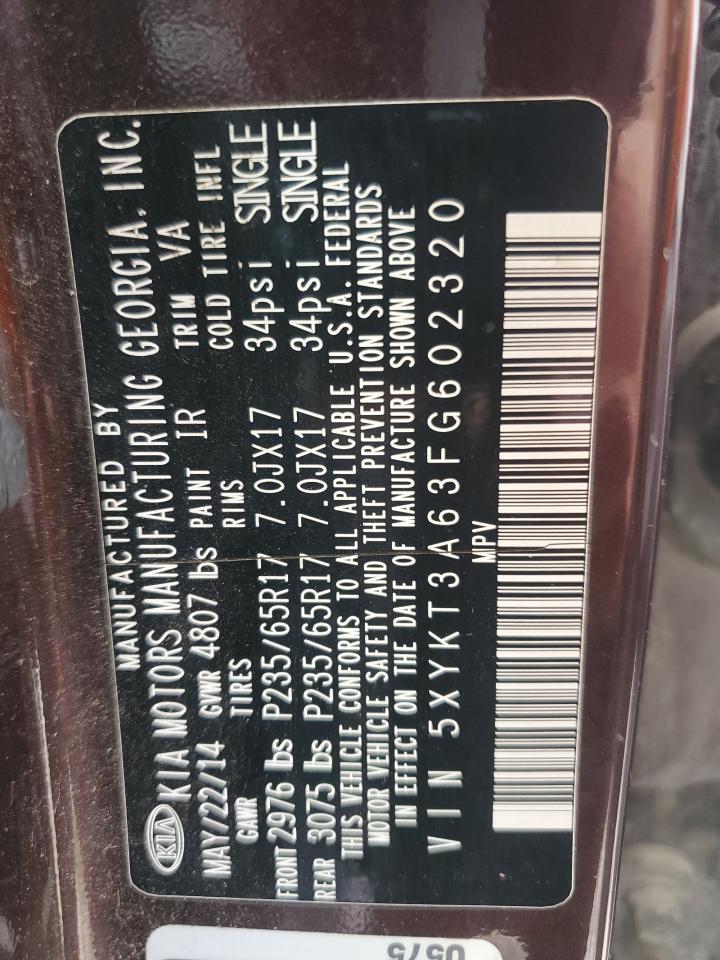 MANUFACTURED BY
KIA KIA MOTORS MANUFACTURING GEORGIA, INC.
MAY/22/14 GVWR 4807 lbs PAINT IR TRIM VA
GAWR TIRES RIMS COLD TIRE INFL
FRONT 2976 lbs P235/65R17 7.0JX17 34psi SINGLE
REAR 3075 lbs P235/65R17 7.0JX17 34psi SINGLE
THIS VEHICLE CONFORMS TO ALL APPLICABLE U.S.A. FEDERAL
MOTOR VEHICLE SAFETY AND THEFT PREVENTION STANDARDS
IN EFFECT ON THE DATE OF MANUFACTURE SHOWN ABOVE
VIN 5XYKT3A63FG602320
MPV
0575